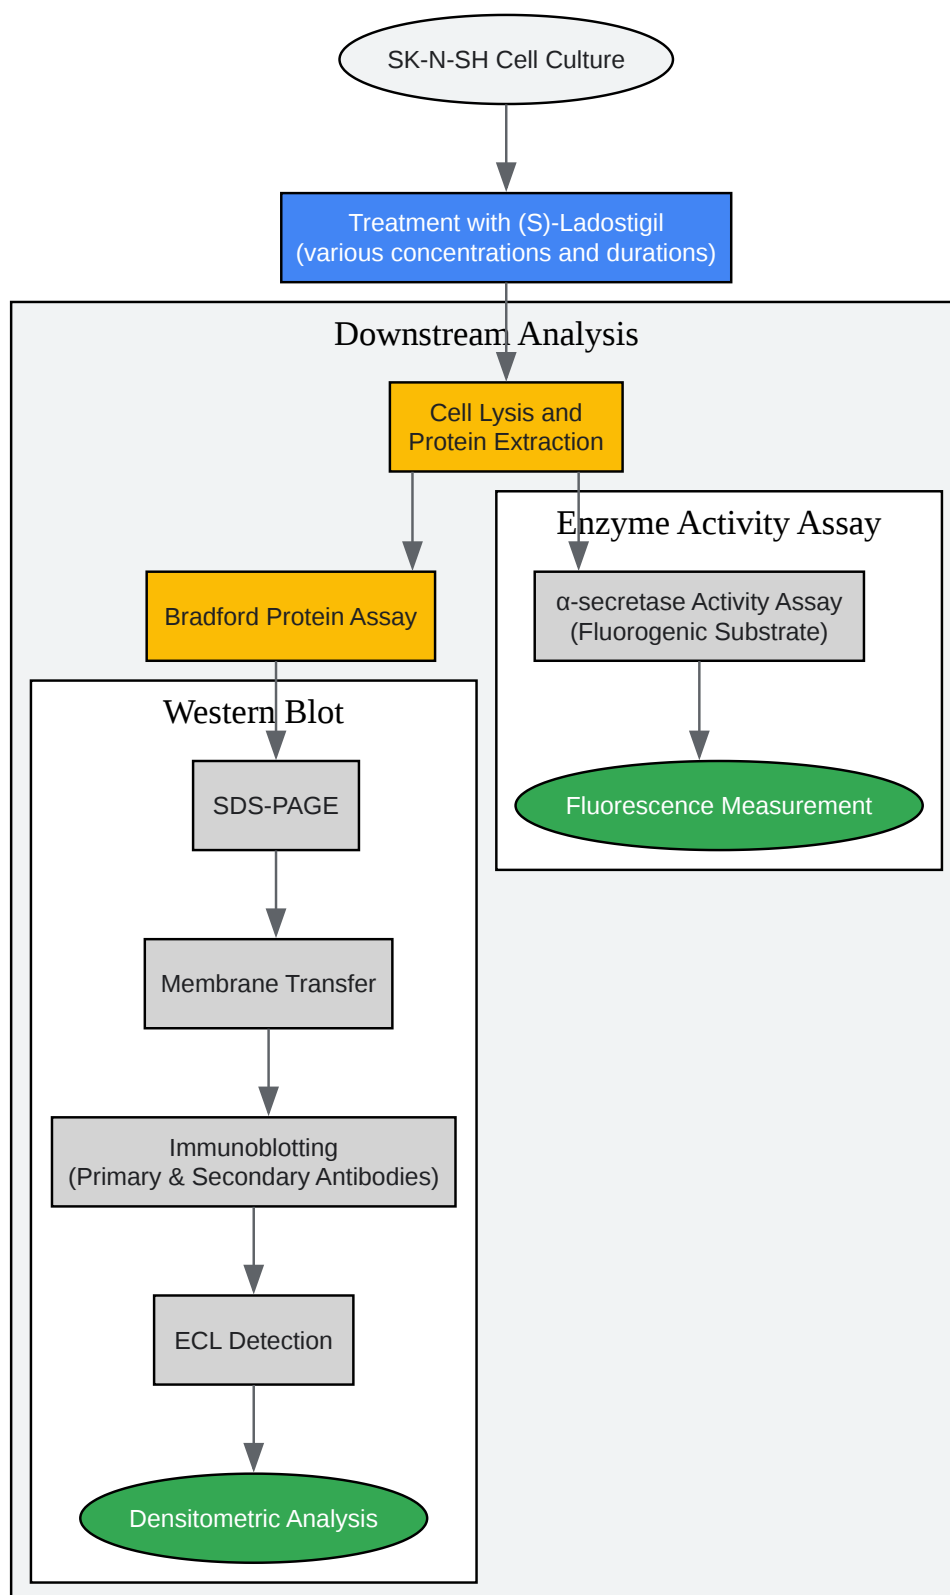 SK-N-SH Cell Culture
Treatment with (S)-Ladostigil
(various concentrations and durations)
Downstream Analysis
Cell Lysis and
Protein Extraction
Enzyme Activity Assay
α-secretase Activity Assay
(Fluorogenic Substrate)
Fluorescence Measurement
Bradford Protein Assay
Western Blot
SDS-PAGE
Membrane Transfer
Immunoblotting
(Primary & Secondary Antibodies)
ECL Detection
Densitometric Analysis